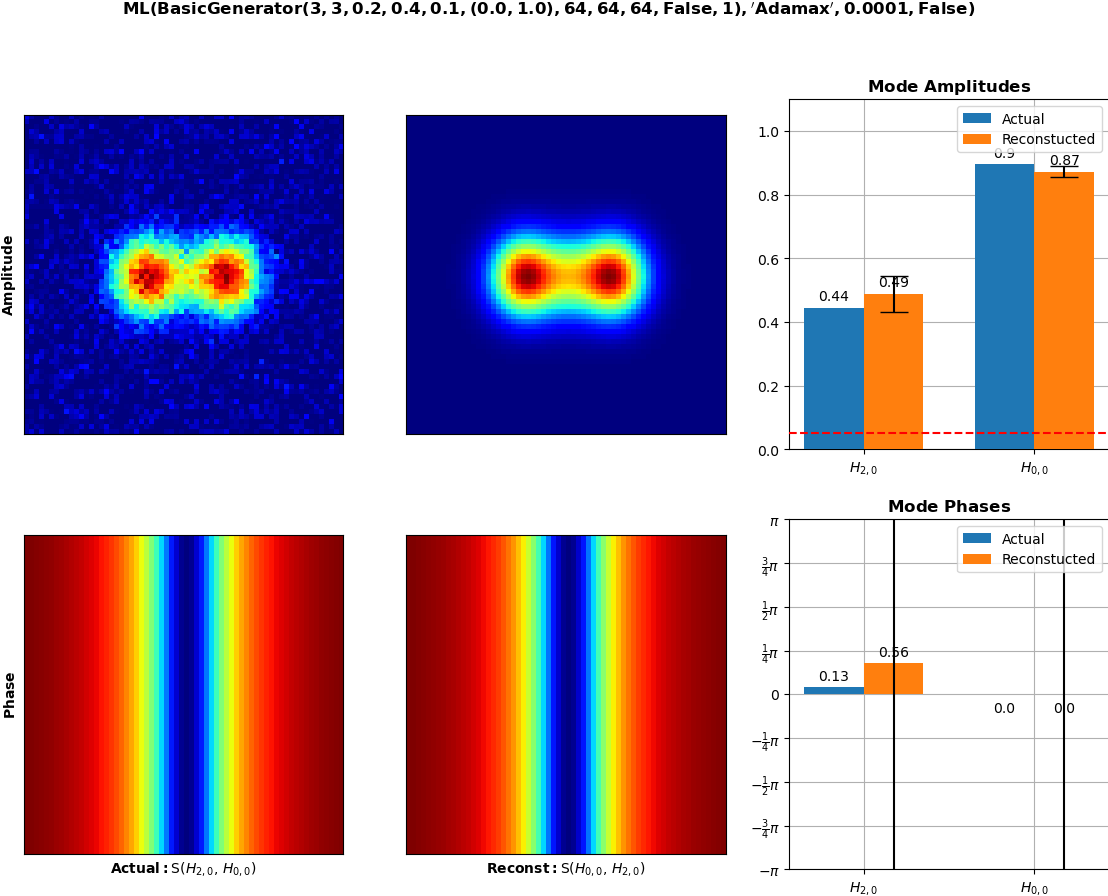 ML(BasicGenerator(3, 3, 0.2, 0.4, 0.1, (0.0, 1.0), 64, 64, 64, False, 1), 'Adamax', 0.0001, False)
Amplitude
Mode Amplitudes
Actual
Reconstucted
1.0
0.8
0.6
0.4
0.2
0.0
0.44
0.49
0.9
0.87
H2,0
H0,0
Phase
Actual: S(H2,0, H0,0)
Reconst: S(H0,0, H2,0)
Mode Phases
Actual
Reconstucted
π
3/4π
1/2π
1/4π
0
−1/4π
−1/2π
−3/4π
−π
0.13
0.56
0.0
0.0
H2,0
H0,0